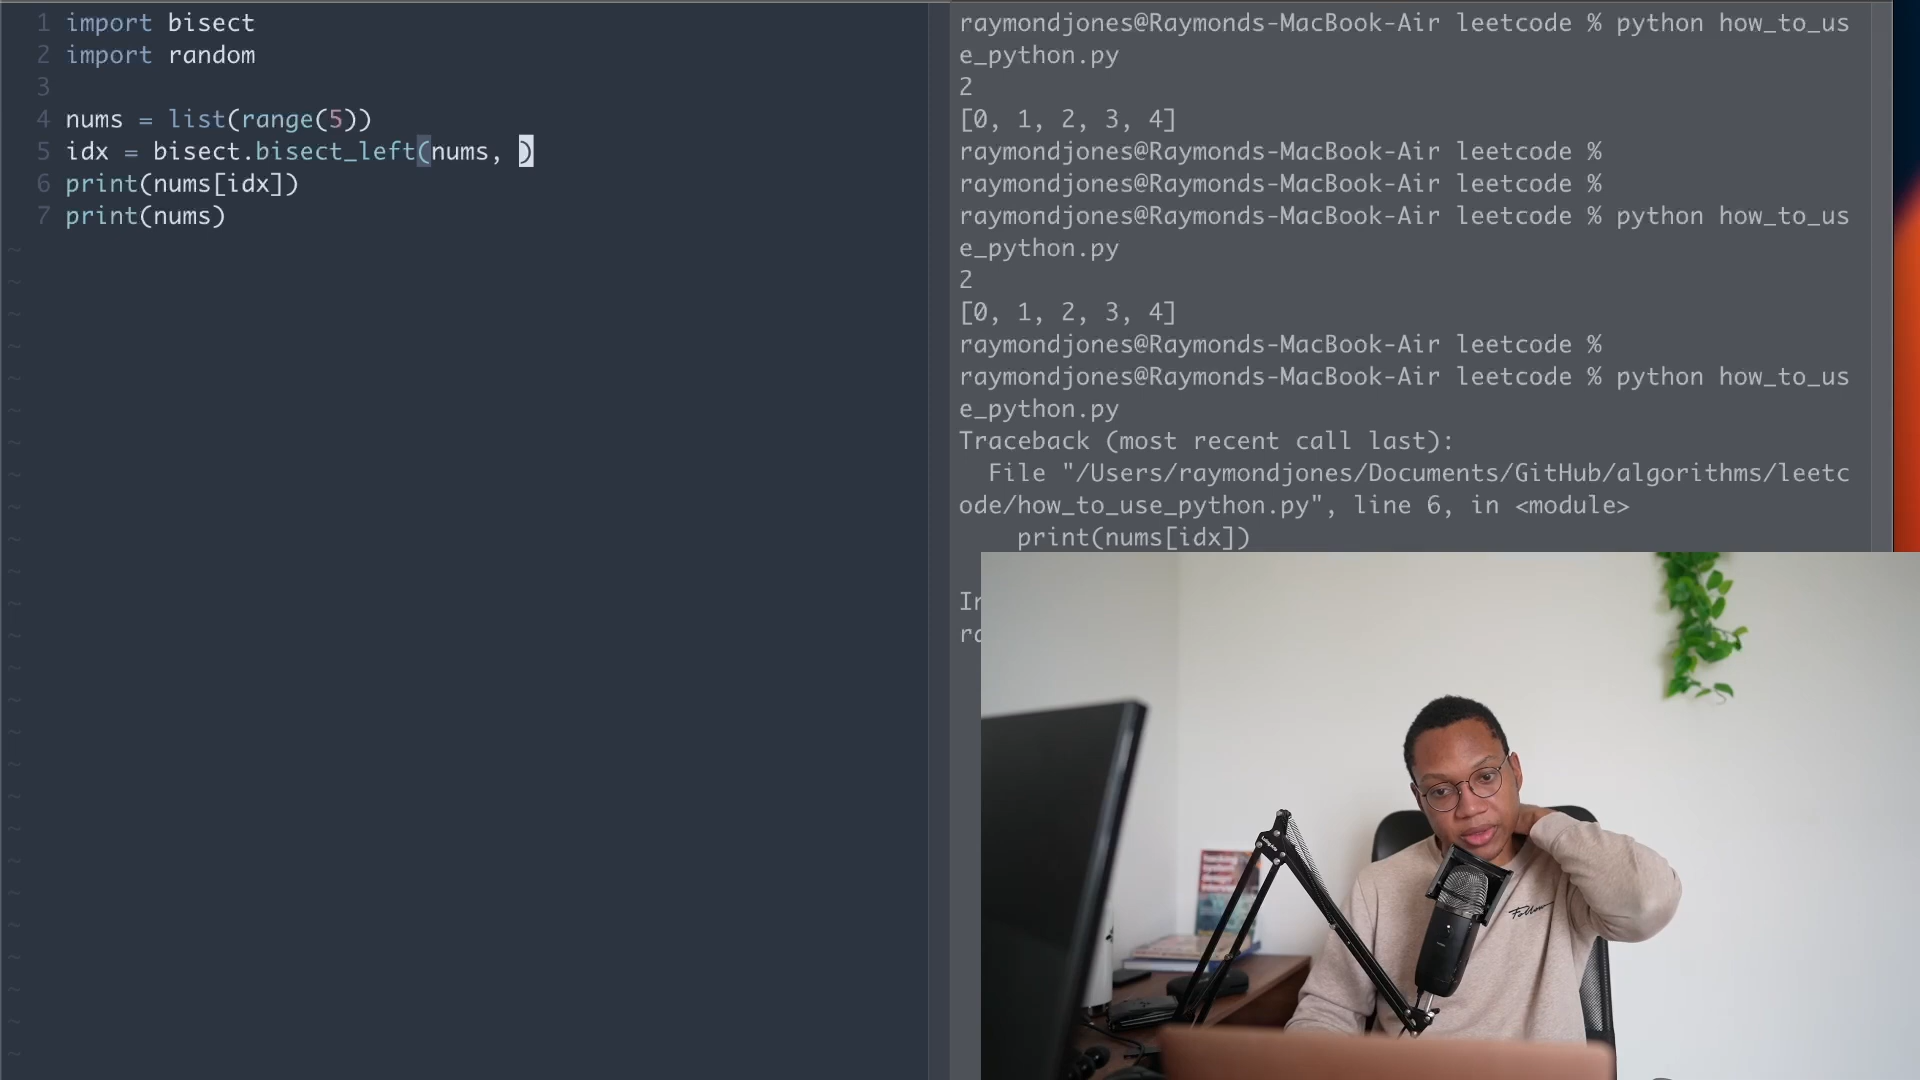 1 import bisect
2 import random
3
4 nums = list(range(5))
5 idx = bisect.bisect_left(nums, )
6 print(nums[idx])
7 print(nums)
raymondjones@Raymonds-MacBook-Air leetcode % python how_to_us
e_python.py
2
[0, 1, 2, 3, 4]
raymondjones@Raymonds-MacBook-Air leetcode %
raymondjones@Raymonds-MacBook-Air leetcode %
raymondjones@Raymonds-MacBook-Air leetcode % python how_to_us
e_python.py
2
[0, 1, 2, 3, 4]
raymondjones@Raymonds-MacBook-Air leetcode %
raymondjones@Raymonds-MacBook-Air leetcode % python how_to_us
e_python.py
Traceback (most recent call last):
File "/Users/raymondjones/Documents/GitHub/algorithms/leetc
ode/how_to_use_python.py", line 6, in <module>
print(nums[idx])
Follow